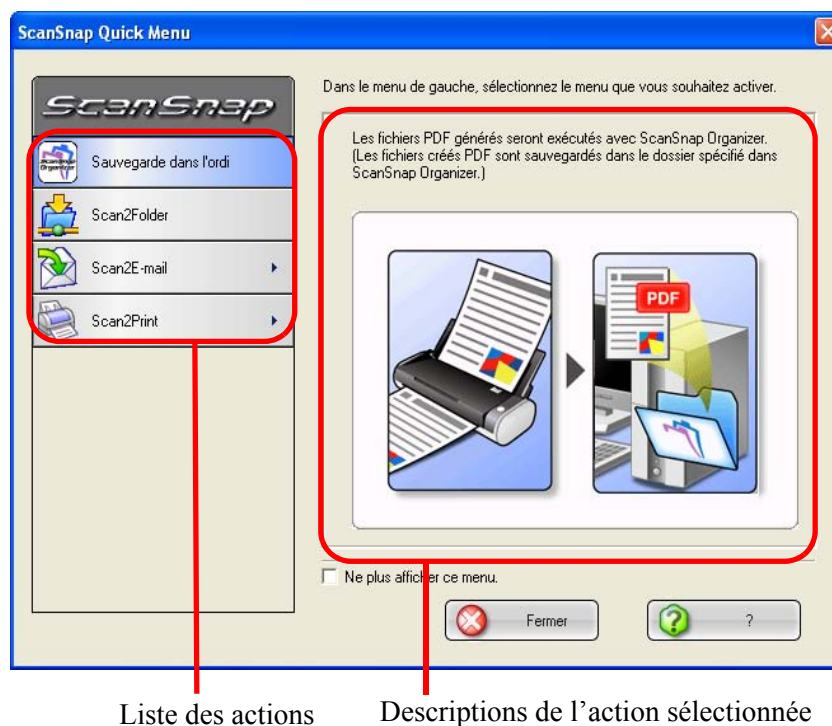 ScanSnap Quick Menu
ScanSnap
Dans le menu de gauche, sélectionnez le menu que vous souhaitez activer.
Sauvegarde dans l'ordi
Scan2Folder
Scan2E-mail
Scan2Print
Les fichiers PDF générés seront exécutés avec ScanSnap Organizer.
(Les fichiers créés PDF sont sauvegardés dans le dossier spécifié dans
ScanSnap Organizer.)
PDF
Ne plus afficher ce menu.
Fermer
?
Liste des actions
Descriptions de l’action sélectionnée